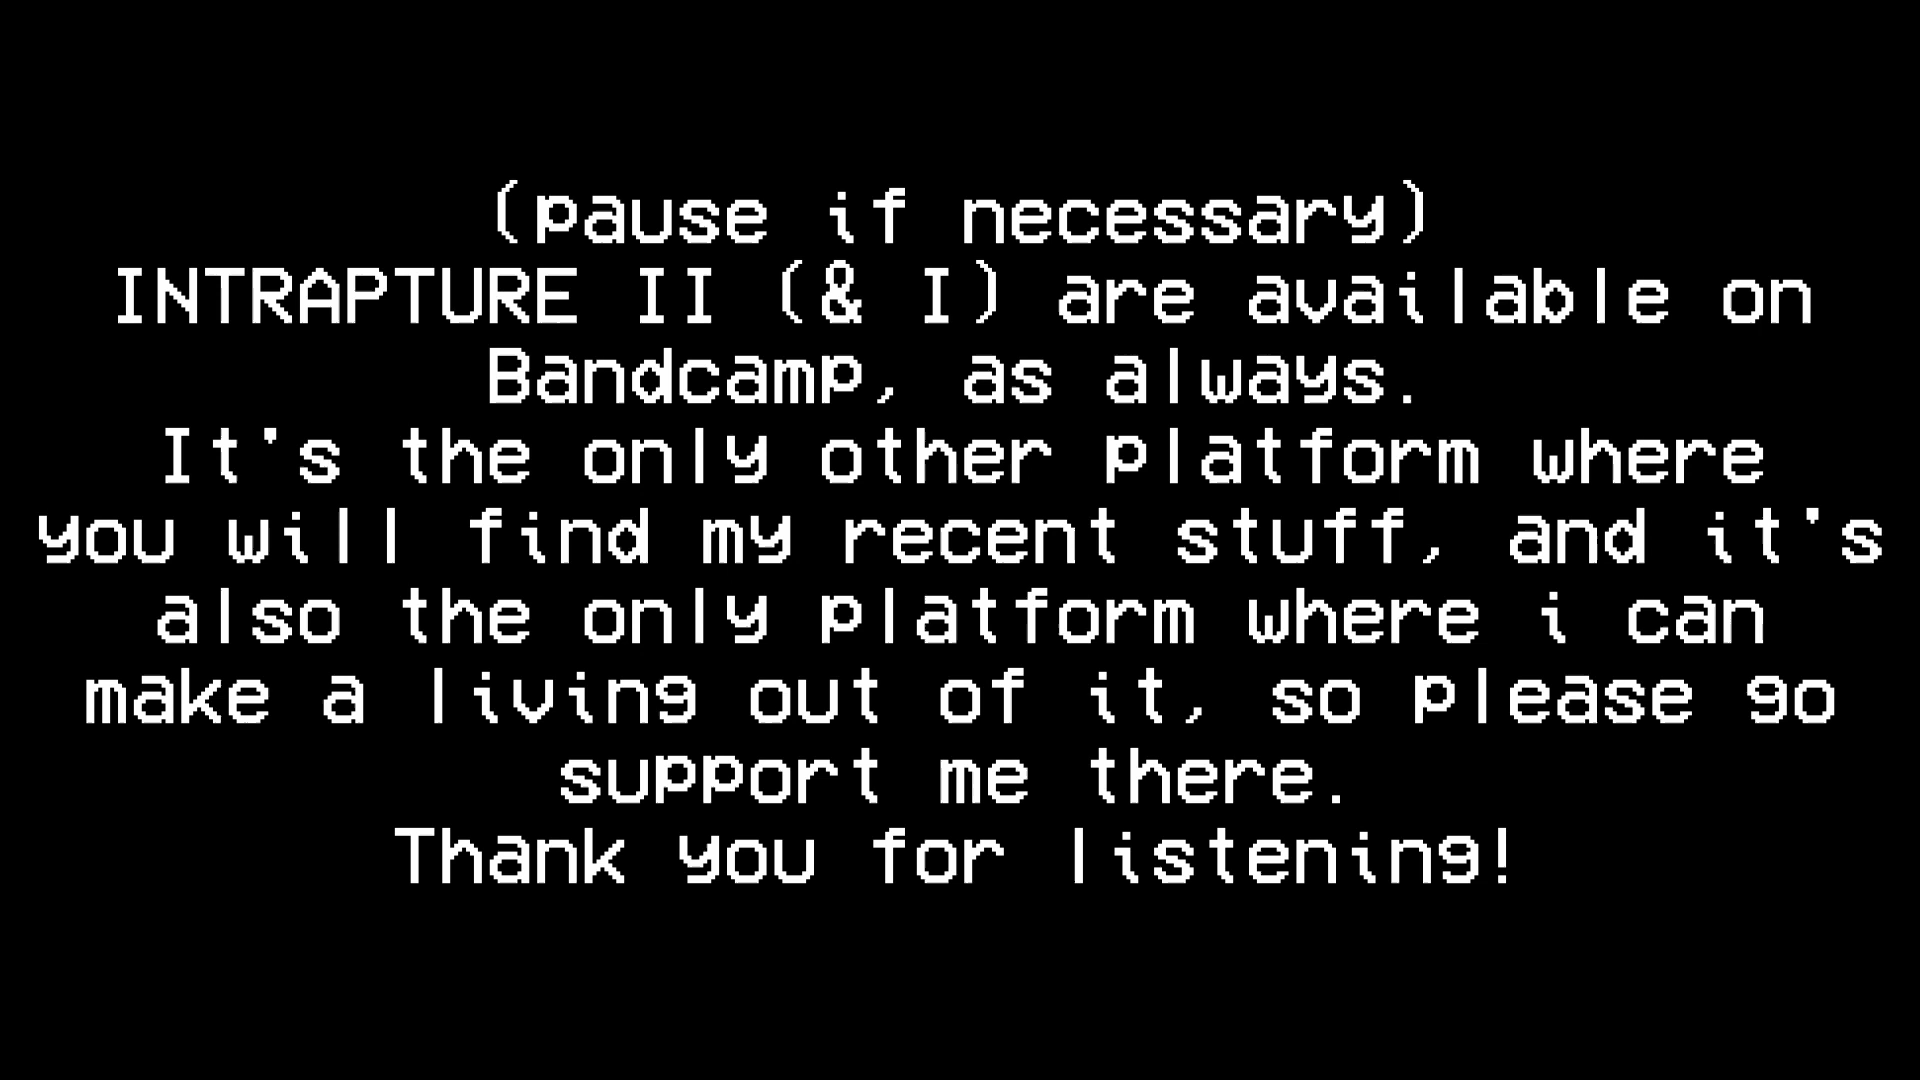 (pause if necessary)
INTRAPTURE II (& I) are available on
Bandcamp, as always.
It's the only other platform where
you will find my recent stuff, and it's
also the only platform where i can
make a living out of it, so please go
support me there.
Thank you for listening!